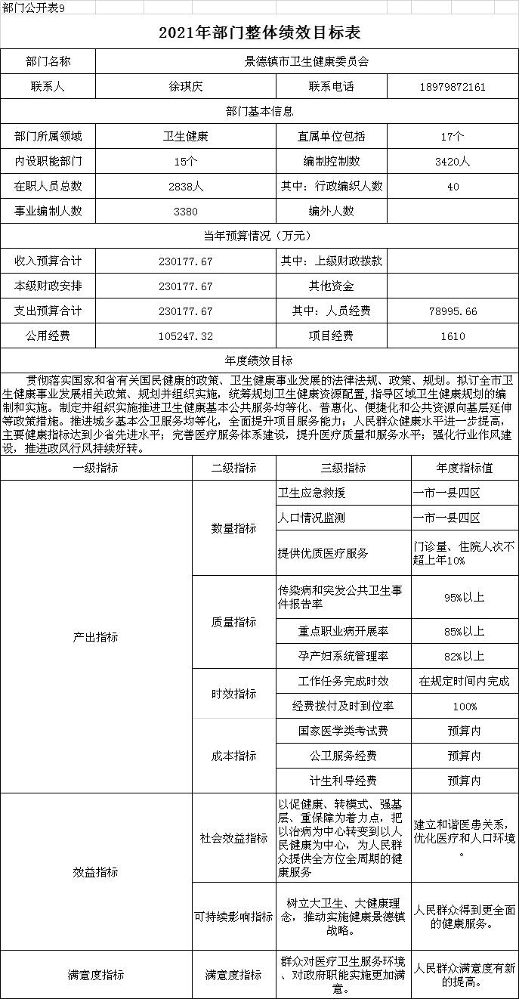 部门公开表9
2021年部门整体绩效目标表
部门名称 景德镇市卫生健康委员会
联系人 徐琪庆 联系电话 18979872161
部门基本信息
部门所属领域 卫生健康 直属单位包括 17个
内设职能部门 15个 编制控制数 3420人
在职人员总数 2838人 其中：行政编织人数 40
事业编制人数 3380 编外人数
当年预算情况（万元）
收入预算合计 230177.67 其中：上级财政拨款
本级财政安排 230177.67 其他资金
支出预算合计 230177.67 其中：人员经费 78995.66
公用经费 105247.32 项目经费 1610
年度绩效目标
贯彻落实国家和省有关国民健康的政策、卫生健康事业发展的法律法规、政策、规划。拟订全市卫
生健康事业发展相关政策、规划并组织实施，统筹规划卫生健康资源配置,指导区域卫生健康规划的编
制和实施。制定并组织实施推进卫生健康基本公共服务均等化、普惠化、便捷化和公共资源向基层延伸
等政策措施。推进城乡基本公卫服务均等化，全面提升项目服务能力；人民群众健康水平进一步提高，
主要健康指标达到少省先进水平；完善医疗服务体系建设，提升医疗质量和服务水平；强化行业作风建
设，推进政风行风持续好转。
一级指标 二级指标 三级指标 年度指标值
产出指标
数量指标
卫生应急救援 一市一县四区
人口情况监测 一市一县四区
提供优质医疗服务
门诊量、住院人次不
超上年10%
质量指标
传染病和突发公共卫生事
件报告率
95%以上
重点职业病开展率 85%以上
孕产妇系统管理率 82%以上
时效指标
工作任务完成时效 在规定时间内完成
经费拨付及时到位率 100%
成本指标
国家医学类考试费 预算内
公卫服务经费 预算内
计生利导经费 预算内
效益指标
社会效益指标
以促健康、转模式、强基
层、重保障为着力点，把
以治病为中心转变到以人
民健康为中心，为人民群
众提供全方位全周期的健
康服务
建立和谐医患关系，
优化医疗和人口环境
。
可持续影响指标
树立大卫生、大健康理
念，推动实施健康景德镇
战略。
人民群众得到更全面
的健康服务。
满意度指标 满意度指标
群众对医疗卫生服务环境
、对政府职能实施更加满
意。
人民群众满意度有新
的提高。